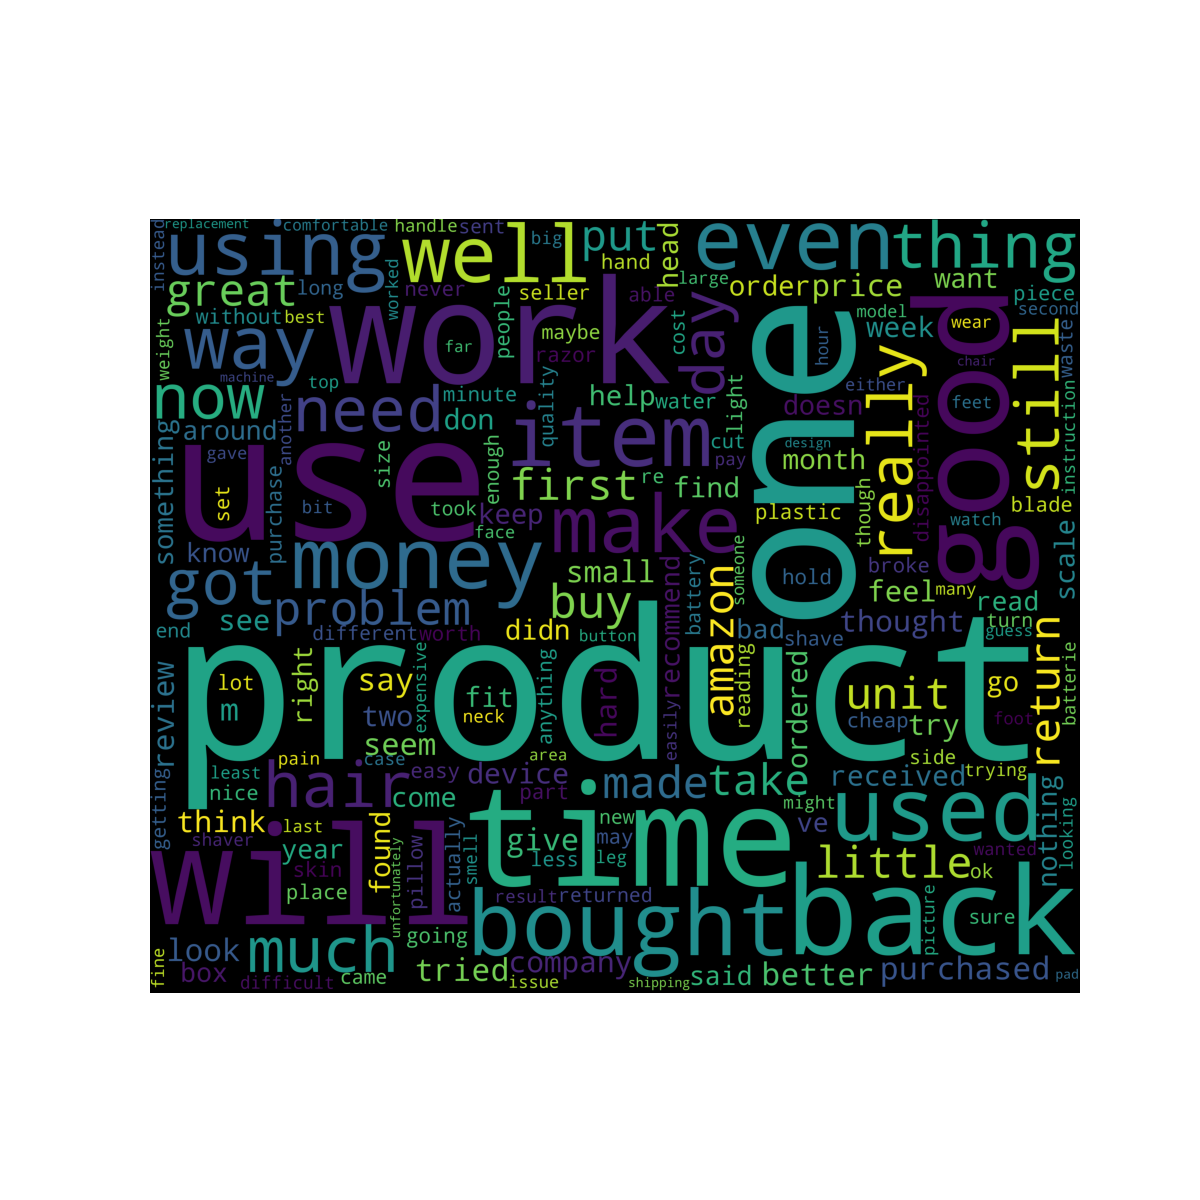 replacement
comfortable
handle
sent
instead
using
well
big
put
head
even
thing
hand
large
want
great
long
worked
never
seller
able
order
price
piece
without
best
people
cost
day
model
second
weight
way
work
far
maybe
razor
hour
week
wear
waste
machine
top
quality
one
really
good
chair
still
now
another
need
minute
don
item
help
water
light
either
feet
around
cut
doesn
disappointed
instruction
something
gave
use
size
enough
first
re
find
pay
design
month
set
purchase
bit
took
keep
make
plastic
though
watch
blade
face
know
money
small
recommend
battery
someone
hold
broke
scale
got
buy
feel
many
read
see
problem
didn
button
amazon
bad
shave
thought
turn
guess
end
different
worth
product
review
right
lot
m
say
two
expensive
fit
neck
anything
hard
easily
reading
ordered
unit
cheap
try
go
foot
return
batterie
seem
pain
case
area
side
getting
least
nice
hair
easy
come
device
part
made
take
received
trying
think
last
time
new
might
used
nothing
looking
shaver
year
found
unfortunately
actually
smell
give
less
may
leg
ve
little
wanted
ok
will
skin
place
pillow
result
returned
bought
back
picture
sure
look
much
going
fine
box
difficult
came
tried
company
issue
shipping
said
better
purchased
pad